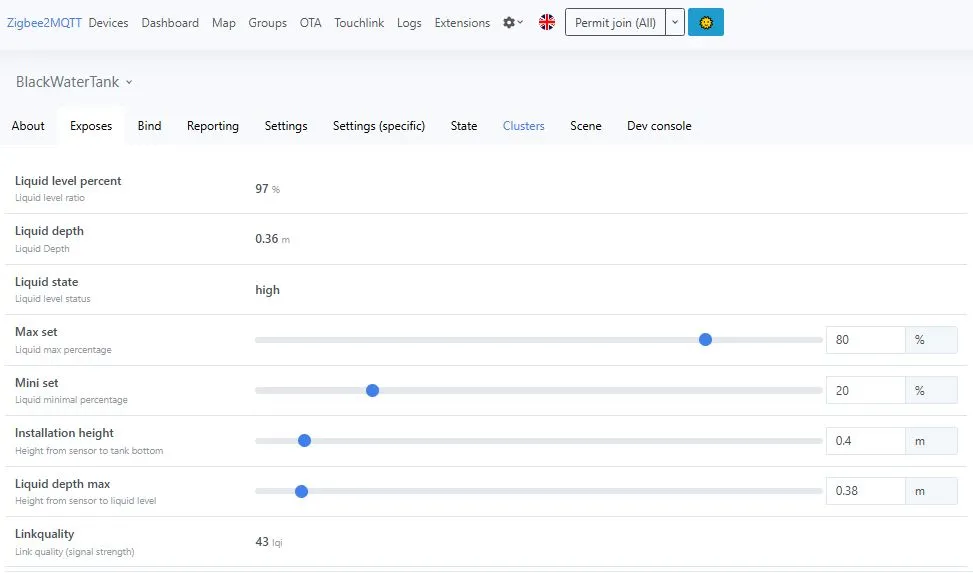 Zigbee2MQTT Devices Dashboard Map Groups OTA Touchlink Logs Extensions Permit join (All)
BlackWaterTank
About Exposes Bind Reporting Settings Settings (specific) State Clusters Scene Dev console
Liquid level percent
Liquid level ratio
97 %
Liquid depth
Liquid Depth
0.36 m
Liquid state
Liquid level status
high
Max set
Liquid max percentage
80 %
Mini set
Liquid minimal percentage
20 %
Installation height
Height from sensor to tank bottom
0.4 m
Liquid depth max
Height from sensor to liquid level
0.38 m
Linkquality
Link quality (signal strength)
43 lqi